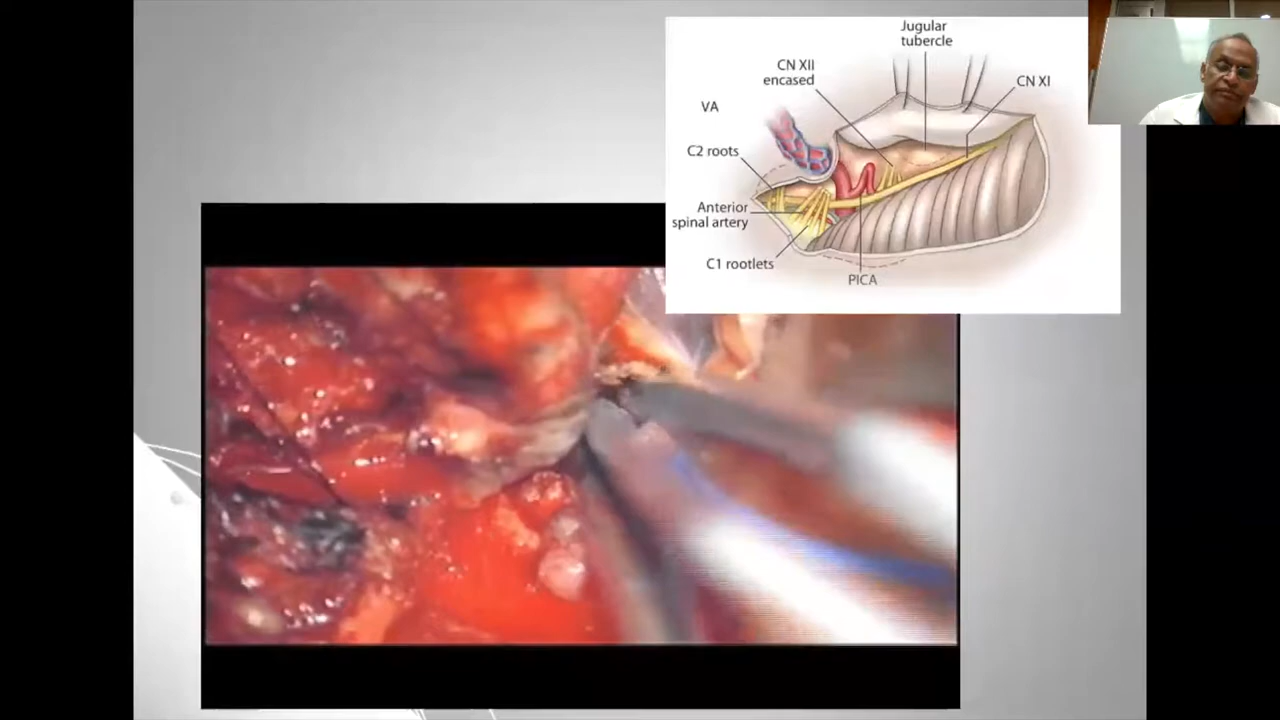 Jugular
tubercle
CN XII
encased
CN XI
VA
C2 roots
Anterior
spinal artery
C1 rootlets
PICA